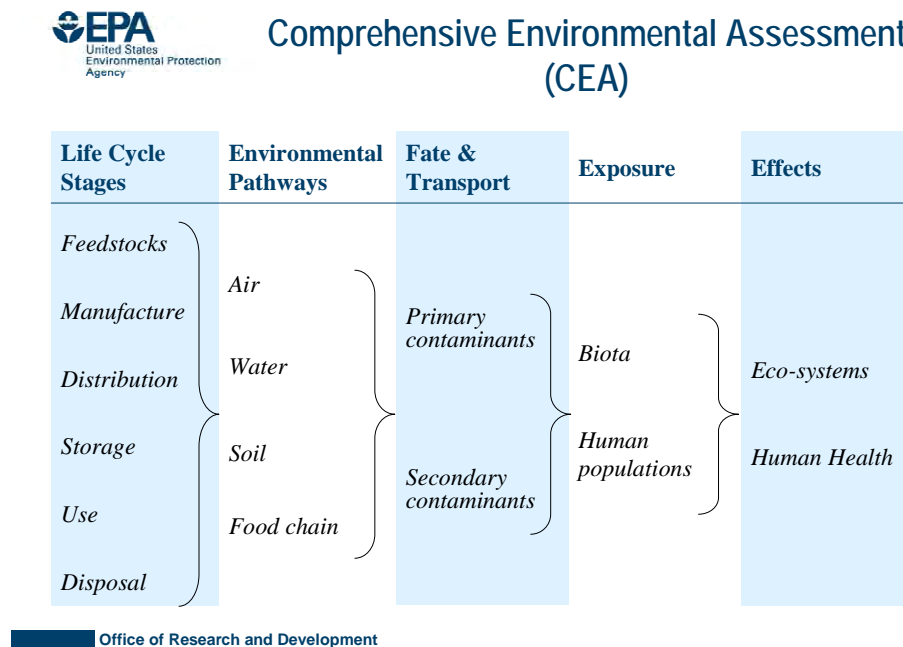 EPA
United States
Environmental Protection
Agency
Comprehensive Environmental Assessment
(CEA)
Life Cycle
Stages
Environmental
Pathways
Fate &
Transport
Exposure
Effects
Feedstocks
Manufacture
Distribution
Storage
Use
Disposal
Air
Water
Soil
Food chain
Primary
contaminants
Secondary
contaminants
Biota
Human
populations
Eco-systems
Human Health
Office of Research and Development